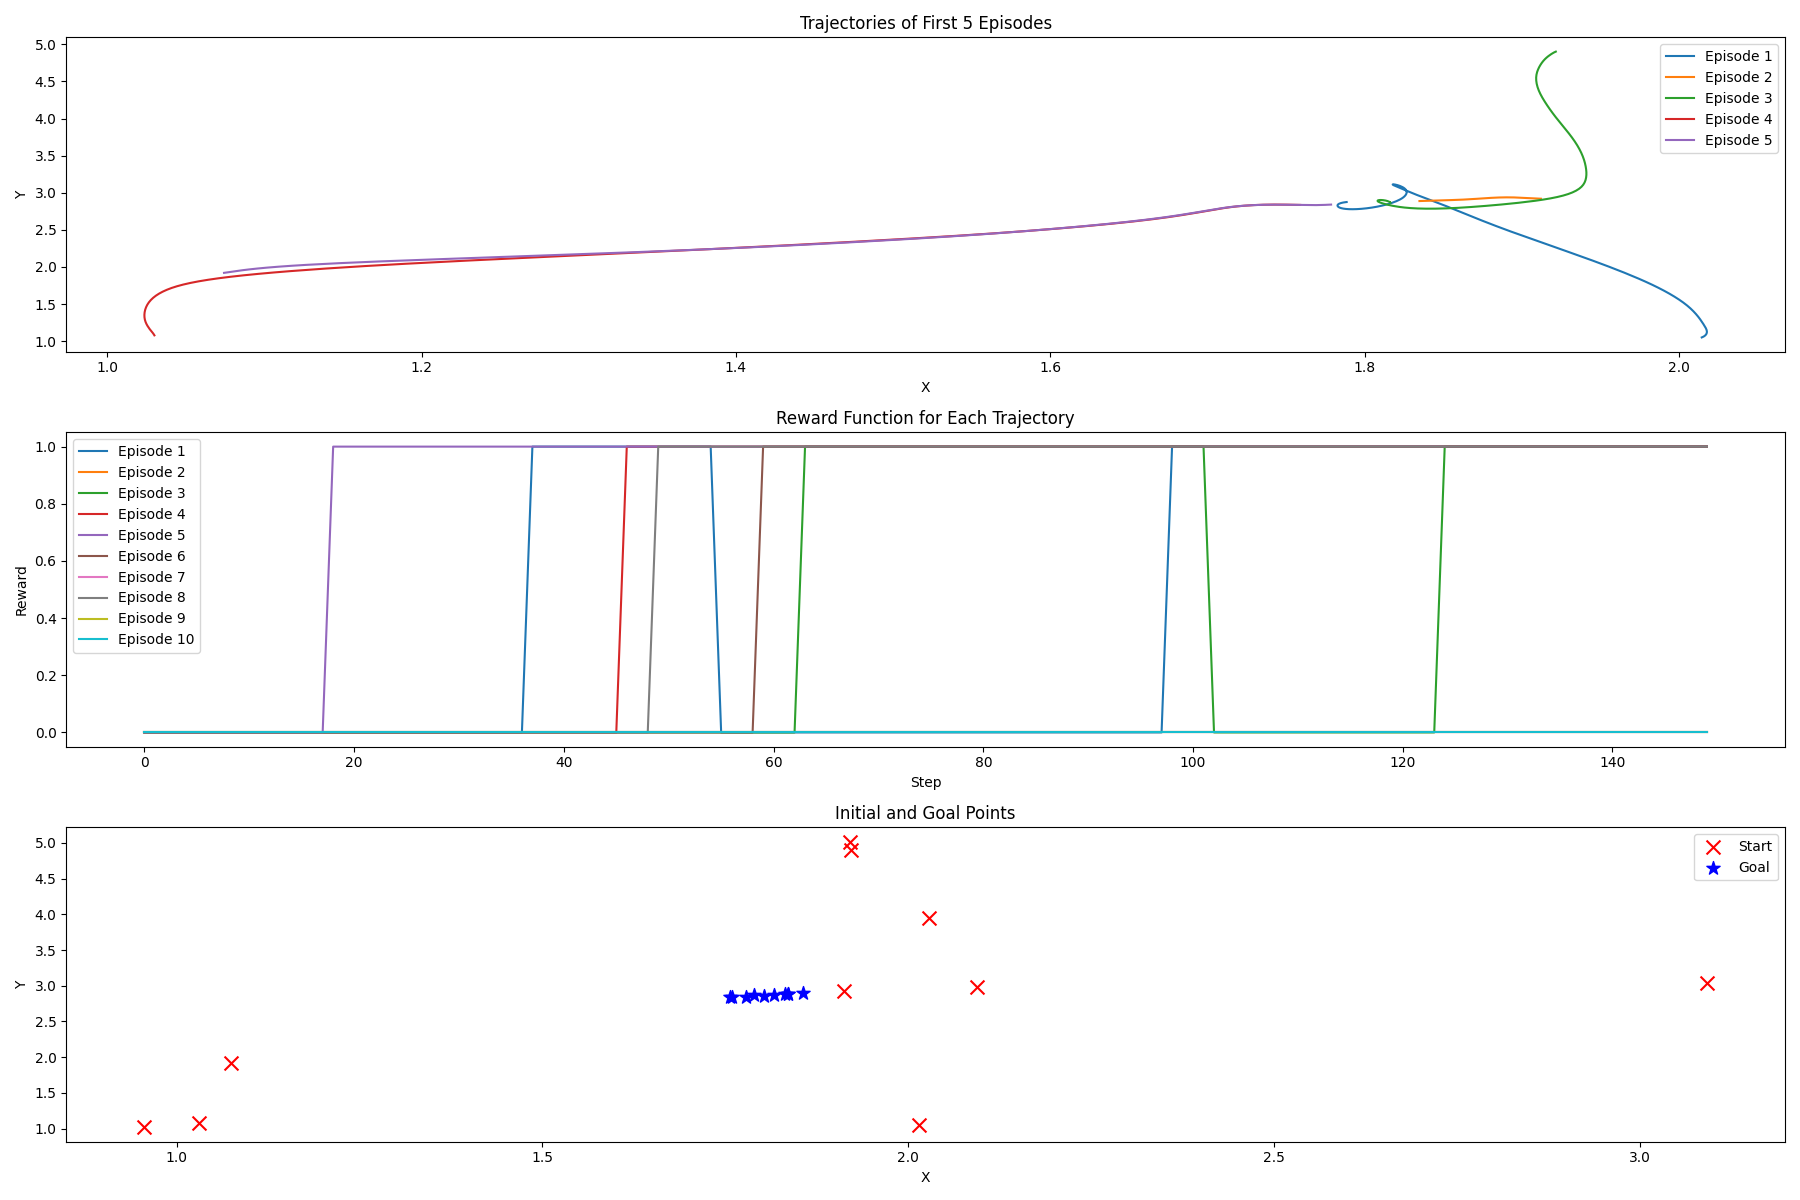 Trajectories of First 5 Episodes
5.0
4.5
4.0
3.5
3.0
2.5
2.0
1.5
1.0
Y
Episode 1
Episode 2
Episode 3
Episode 4
Episode 5
1.0 1.2 1.4 1.6 1.8 2.0
X
Reward Function for Each Trajectory
1.0
0.8
0.6
0.4
0.2
0.0
Reward
Episode 1
Episode 2
Episode 3
Episode 4
Episode 5
Episode 6
Episode 7
Episode 8
Episode 9
Episode 10
0 20 40 60 80 100 120 140
Step
Initial and Goal Points
5.0
4.5
4.0
3.5
3.0
2.5
2.0
1.5
1.0
Y
Start
Goal
1.0 1.5 2.0 2.5 3.0
X